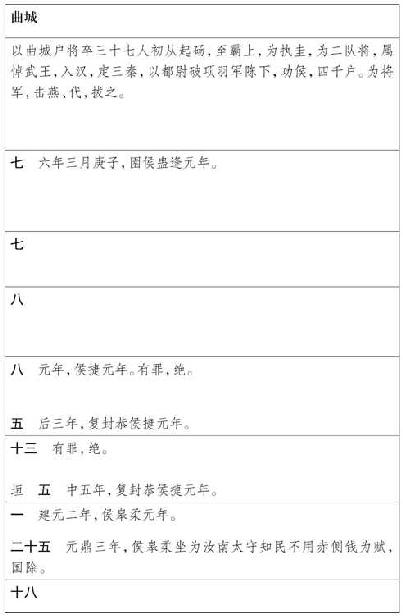 曲城
以曲城户将卒三十七人初从起砀，至霸上，为执圭，为二队将，属
悼武王，入汉，定三秦，以都尉破项羽军陈下，功侯，四千户。为将
军，击燕、代，拔之。
七 六年三月庚子，圉侯蛊逢元年。
七
八
八 元年，侯捷元年。有罪，绝。
五 后三年，复封恭侯捷元年。
十三 有罪，绝。
垣 五 中五年，复封恭侯捷元年。
一 建元二年，侯皋柔元年。
二十五 元鼎三年，侯皋柔坐为汝南太守知民不用赤侧钱为赋，
国除。
十八